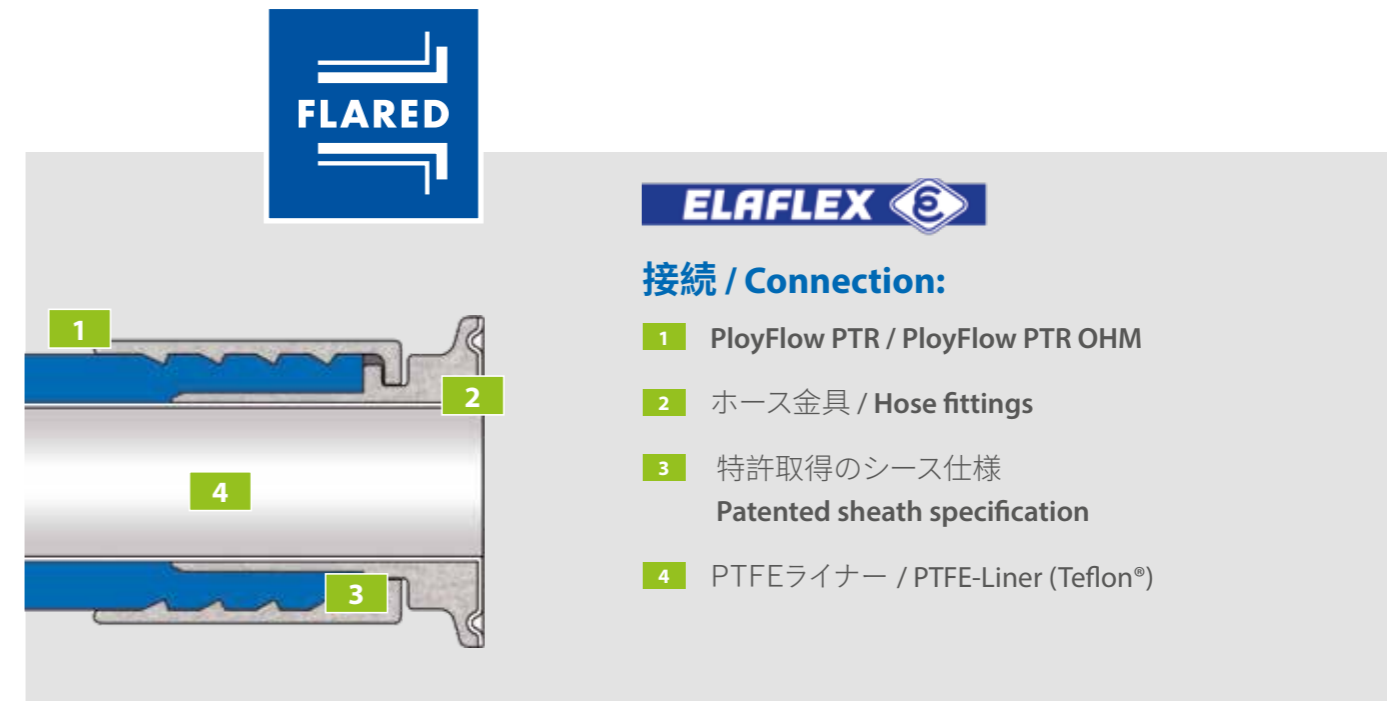 FLARED
ELAFLEX
接続 / Connection:
1 PloyFlow PTR / PloyFlow PTR OHM
2 ホース金具 / Hose fittings
3 特許取得のシース仕様
Patented sheath specification
4 PTFEライナー / PTFE-Liner (Teflon®)
1
2
4
3